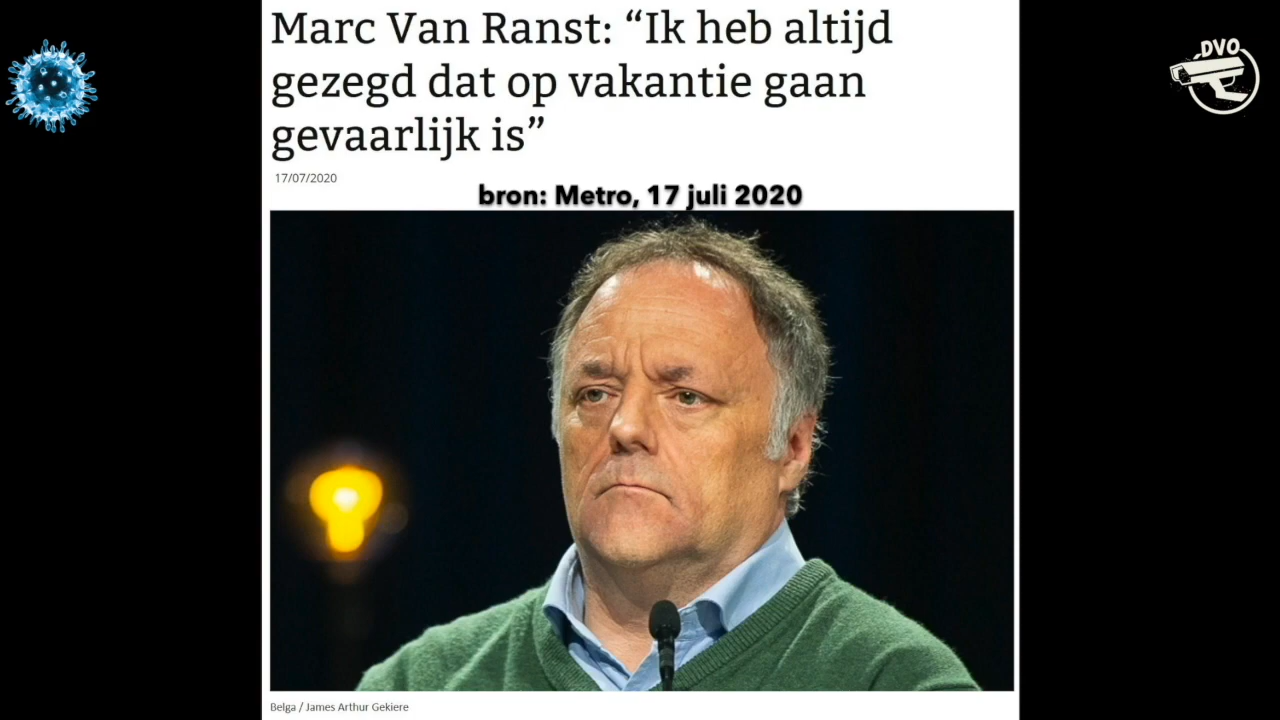 Marc Van Ranst: “Ik heb altijd
gezegd dat op vakantie gaan
gevaarlijk is”
DVO
17/07/2020
bron: Metro, 17 juli 2020
Belga / James Arthur Gekiere